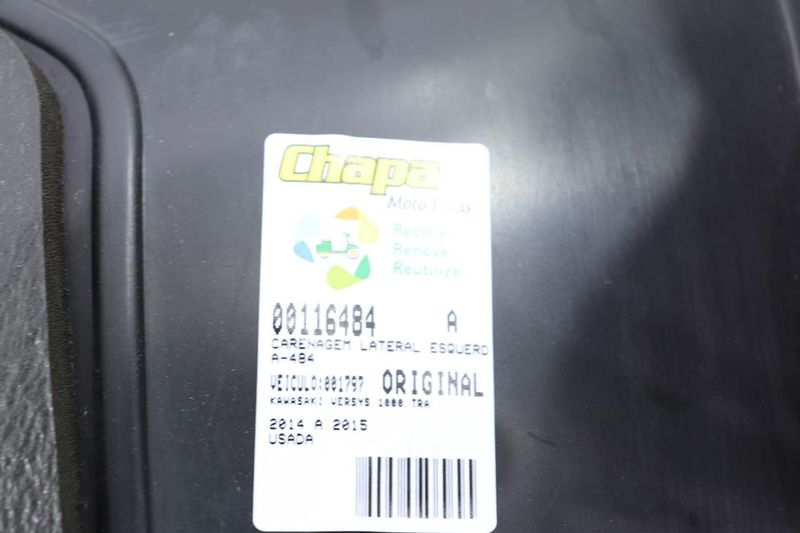 Chapa
Moto Peças
Recicle
Renove
Reutilize
00116484 A
CARENAGEM LATERAL ESQUERD
A-484
VEICULO:001797 ORIGINAL
KAWASAKI VERSYS 1000 TRA
2014 A 2015
USADA